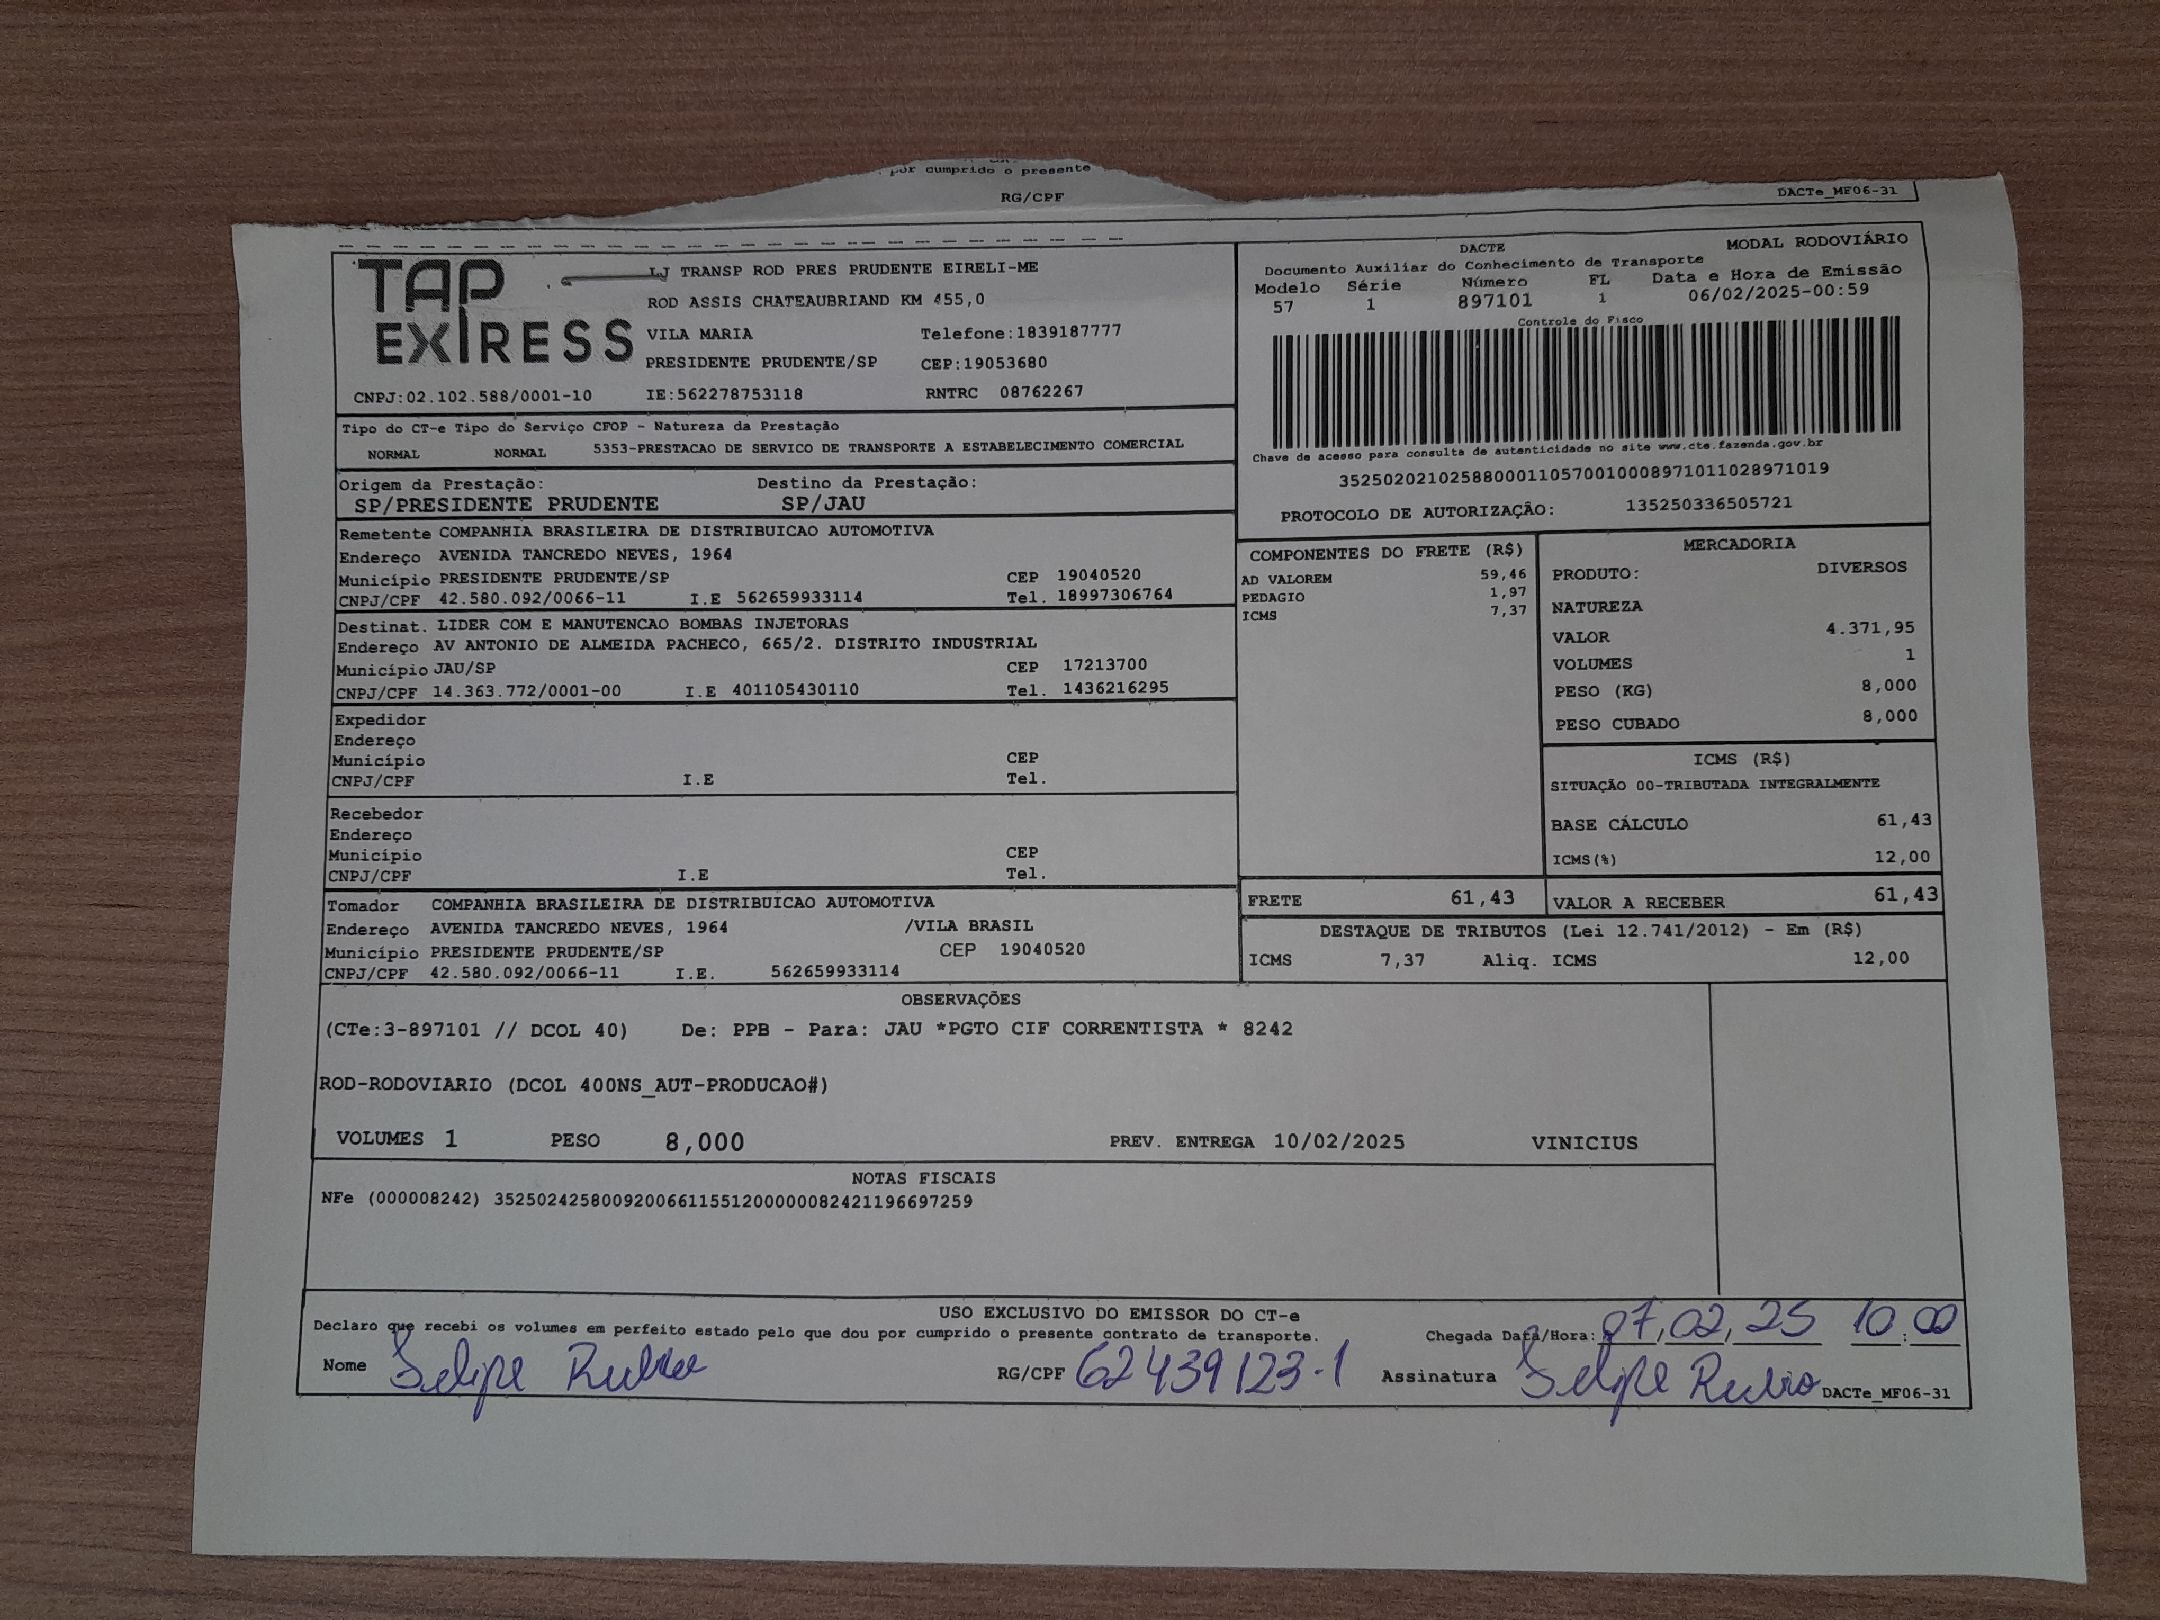 por cumprido o presente
RG/CPF
DACTe_MF06-31
TAP
EXPRESS
LJ TRANSP ROD PRES PRUDENTE EIRELI-ME
ROD ASSIS CHATEAUBRIAND KM 455,0
VILA MARIA Telefone:1839187777
PRESIDENTE PRUDENTE/SP CEP:19053680
CNPJ:02.102.588/0001-10 IE:562278753118 RNTRC 08762267
DACTE MODAL RODOVIÁRIO
Documento Auxiliar do Conhecimento de Transporte
Modelo Série Número FL Data e Hora de Emissão
57 1 897101 1 06/02/2025-00:59
Controle do Fisco
Chave de acesso para consulta de autenticidade no site www.cte.fazenda.gov.br
35250202102588000110570010008971011028971019
PROTOCOLO DE AUTORIZAÇÃO: 135250336505721
Tipo do CT-e Tipo do Serviço CFOP - Natureza da Prestação
NORMAL NORMAL 5353-PRESTACAO DE SERVICO DE TRANSPORTE A ESTABELECIMENTO COMERCIAL
Origem da Prestação: Destino da Prestação:
SP/PRESIDENTE PRUDENTE SP/JAU
Remetente COMPANHIA BRASILEIRA DE DISTRIBUICAO AUTOMOTIVA
Endereço AVENIDA TANCREDO NEVES, 1964
Município PRESIDENTE PRUDENTE/SP CEP 19040520
CNPJ/CPF 42.580.092/0066-11 I.E 562659933114 Tel. 18997306764
Destinat. LIDER COM E MANUTENCAO BOMBAS INJETORAS
Endereço AV ANTONIO DE ALMEIDA PACHECO, 665/2. DISTRITO INDUSTRIAL
Município JAU/SP CEP 17213700
CNPJ/CPF 14.363.772/0001-00 I.E 401105430110 Tel. 1436216295
Expedidor
Endereço
Município CEP
CNPJ/CPF I.E Tel.
Recebedor
Endereço
Município CEP
CNPJ/CPF I.E Tel.
Tomador COMPANHIA BRASILEIRA DE DISTRIBUICAO AUTOMOTIVA
Endereço AVENIDA TANCREDO NEVES, 1964 /VILA BRASIL
Município PRESIDENTE PRUDENTE/SP CEP 19040520
CNPJ/CPF 42.580.092/0066-11 I.E. 562659933114
COMPONENTES DO FRETE (R$)
AD VALOREM 59,46
PEDAGIO 1,97
ICMS 7,37
MERCADORIA
PRODUTO: DIVERSOS
NATUREZA
VALOR 4.371,95
VOLUMES 1
PESO (KG) 8,000
PESO CUBADO 8,000
ICMS (R$)
SITUAÇÃO 00-TRIBUTADA INTEGRALMENTE
BASE CÁLCULO 61,43
ICMS(%) 12,00
FRETE 61,43 VALOR A RECEBER 61,43
DESTAQUE DE TRIBUTOS (Lei 12.741/2012) - Em (R$)
ICMS 7,37 Aliq. ICMS 12,00
OBSERVAÇÕES
(CTe:3-897101 // DCOL 40) De: PPB - Para: JAU *PGTO CIF CORRENTISTA * 8242
ROD-RODOVIARIO (DCOL 400NS_AUT-PRODUCAO#)
VOLUMES 1 PESO 8,000 PREV. ENTREGA 10/02/2025 VINICIUS
NOTAS FISCAIS
NFe (000008242) 35250242580092006611551200000082421196697259
USO EXCLUSIVO DO EMISSOR DO CT-e
Declaro que recebi os volumes em perfeito estado pelo que dou por cumprido o presente contrato de transporte. Chegada Data/Hora: 07,02,25 10:00
Nome Felipe Rubio RG/CPF 62439123-1 Assinatura Felipe Rubio DACTe_MF06-31